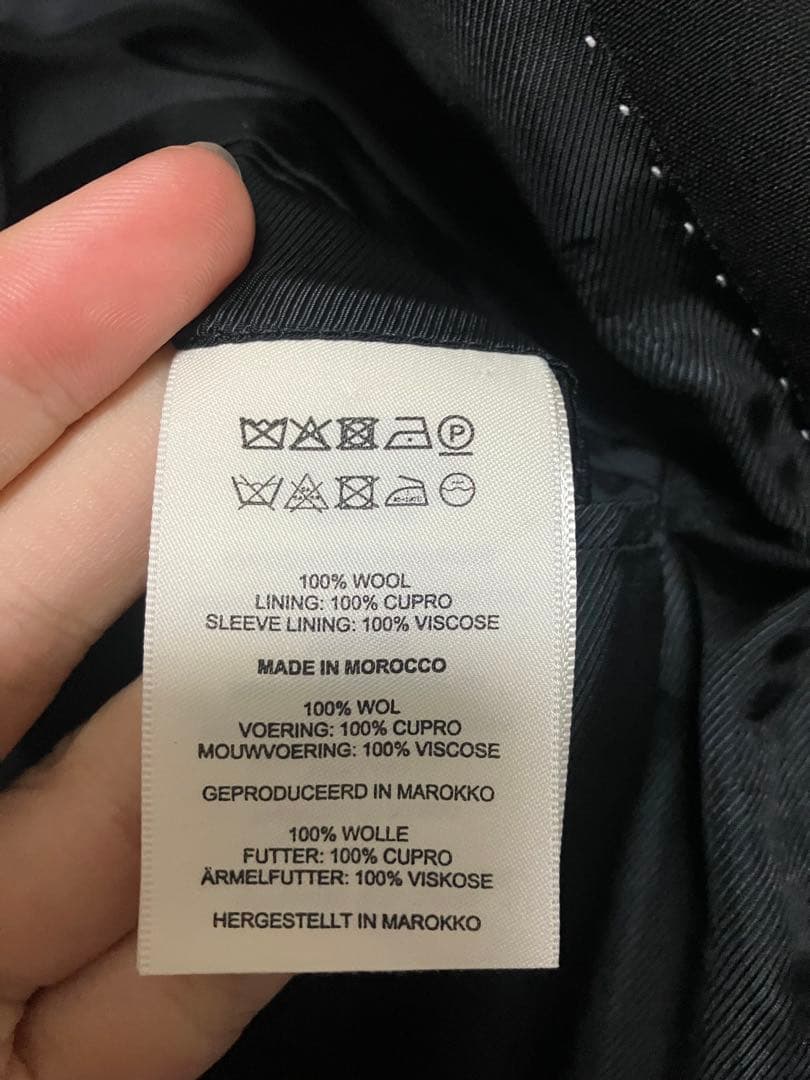 P
100% WOOL
LINING: 100% CUPRO
SLEEVE LINING: 100% VISCOSE
MADE IN MOROCCO
100% WOL
VOERING: 100% CUPRO
MOUWVOERING: 100% VISCOSE
GEPRODUCEERD IN MAROKKO
100% WOLLE
FUTTER: 100% CUPRO
ÄRMELFUTTER: 100% VISKOSE
HERGESTELLT IN MAROKKO